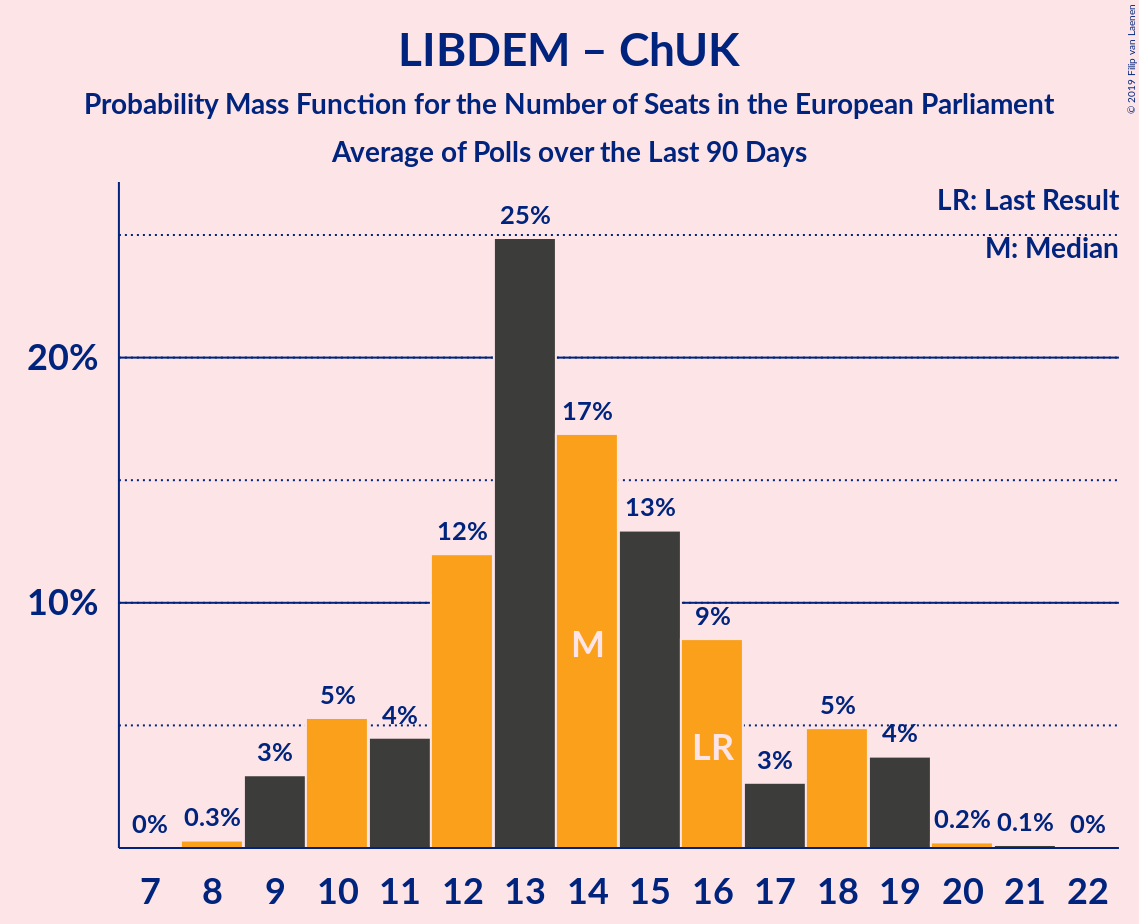 LIBDEM – ChUK
Probability Mass Function for the Number of Seats in the European Parliament
Average of Polls over the Last 90 Days
© 2019 Filip van Laenen
LR: Last Result
M: Median
25%
20%
17%
13%
12%
10%
9%
M
5%
4%
5%
4%
LR
3%
3%
0%
0.3%
0.2%
0.1%
0%
7 8 9 10 11 12 13 14 15 16 17 18 19 20 21 22